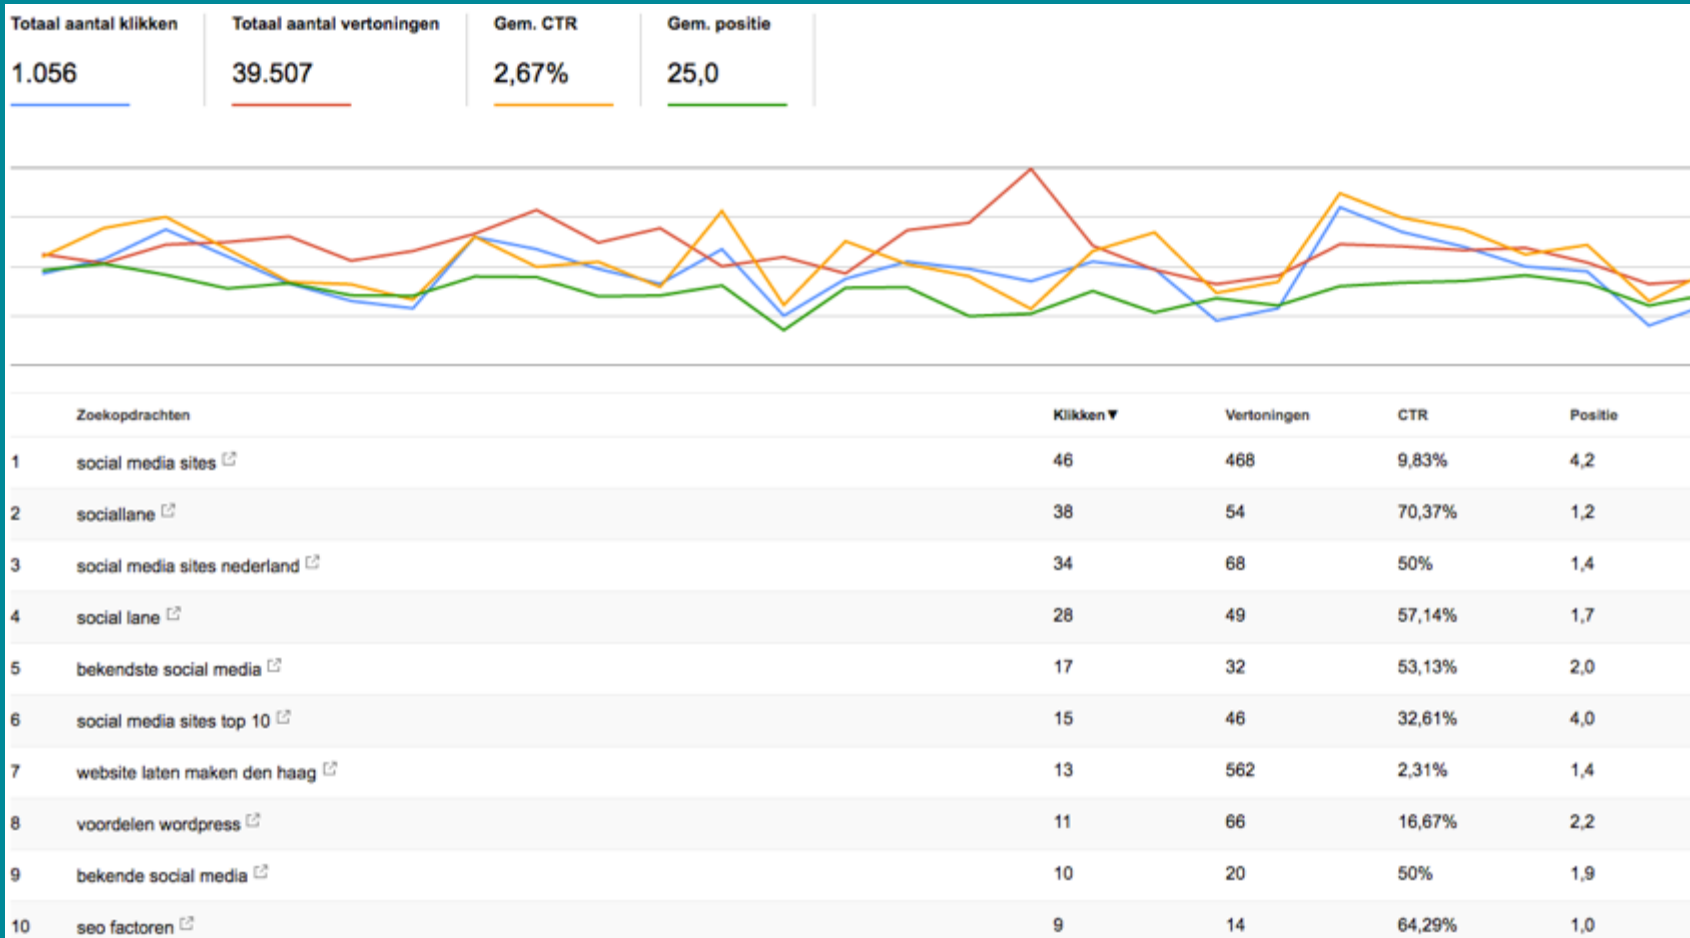 Totaal aantal klikken Totaal aantal vertoningen Gem. CTR Gem. positie
1.056 39.507 2,67% 25,0
Zoekopdrachten Klikken▼ Vertoningen CTR Positie
1 social media sites 46 468 9,83% 4,2
2 sociallane 38 54 70,37% 1,2
3 social media sites nederland 34 68 50% 1,4
4 social lane 28 49 57,14% 1,7
5 bekendste social media 17 32 53,13% 2,0
6 social media sites top 10 15 46 32,61% 4,0
7 website laten maken den haag 13 562 2,31% 1,4
8 voordelen wordpress 11 66 16,67% 2,2
9 bekende social media 10 20 50% 1,9
10 seo factoren 9 14 64,29% 1,0